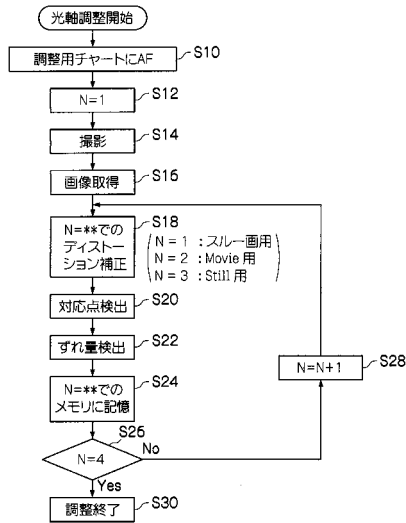 光軸調整開始
調整用チャートにAF
S10
N=1
S12
撮影
S14
画像取得
S16
N=**での
ディストー
ション補正
S18
N = 1 : スルー画用
N = 2 : Movie 用
N = 3 : Still 用
対応点検出
S20
ずれ量検出
S22
N=**での
メモリに記憶
S24
N=N+1
S28
N=4
S26
No
Yes
調整終了
S30